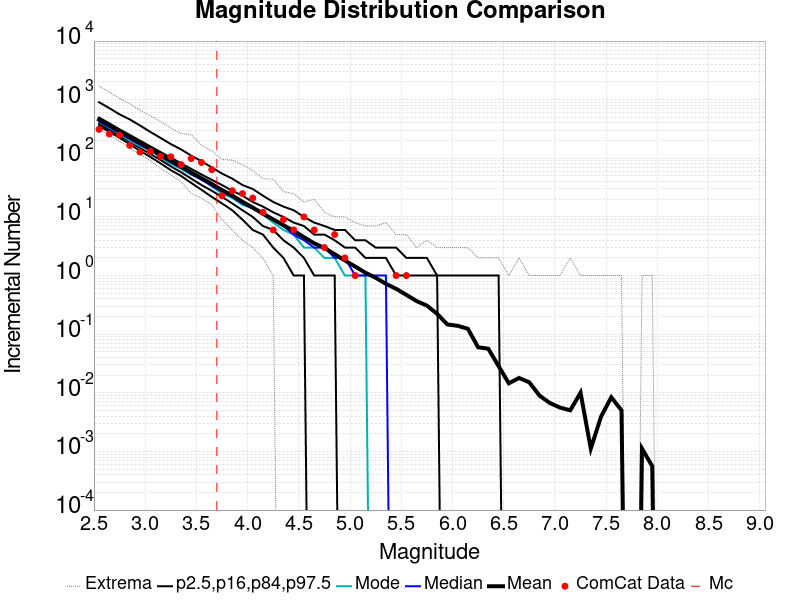 Magnitude Distribution Comparison
10^4
10^3
10^2
10^1
10^0
10^-1
10^-2
10^-3
10^-4
Incremental Number
2.5 3.0 3.5 4.0 4.5 5.0 5.5 6.0 6.5 7.0 7.5 8.0 8.5 9.0
Magnitude
Extrema p2.5,p16,p84,p97.5 Mode Median Mean ComCat Data Mc